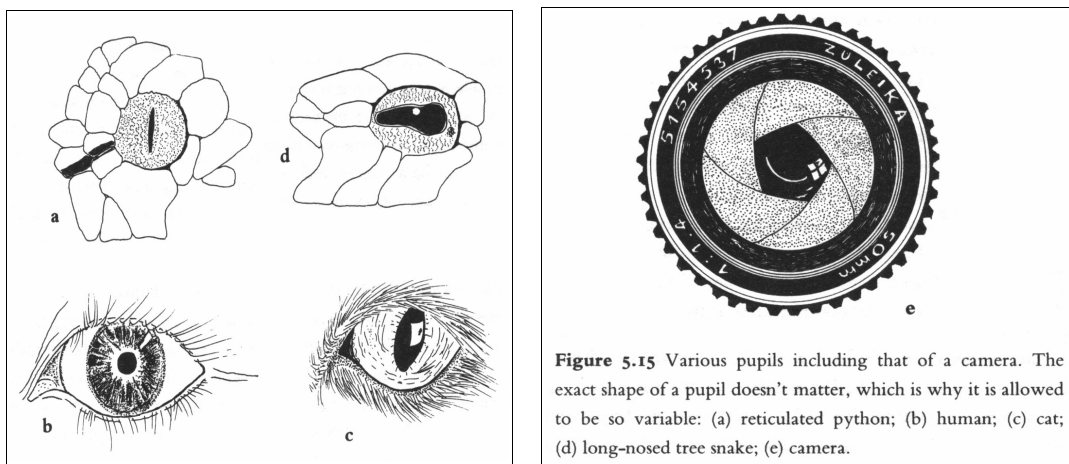 a
d
b
c
5154537 ZULEIKA
1:1.4 50mm
e
Figure 5.15 Various pupils including that of a camera. The
exact shape of a pupil doesn't matter, which is why it is allowed
to be so variable: (a) reticulated python; (b) human; (c) cat;
(d) long-nosed tree snake; (e) camera.